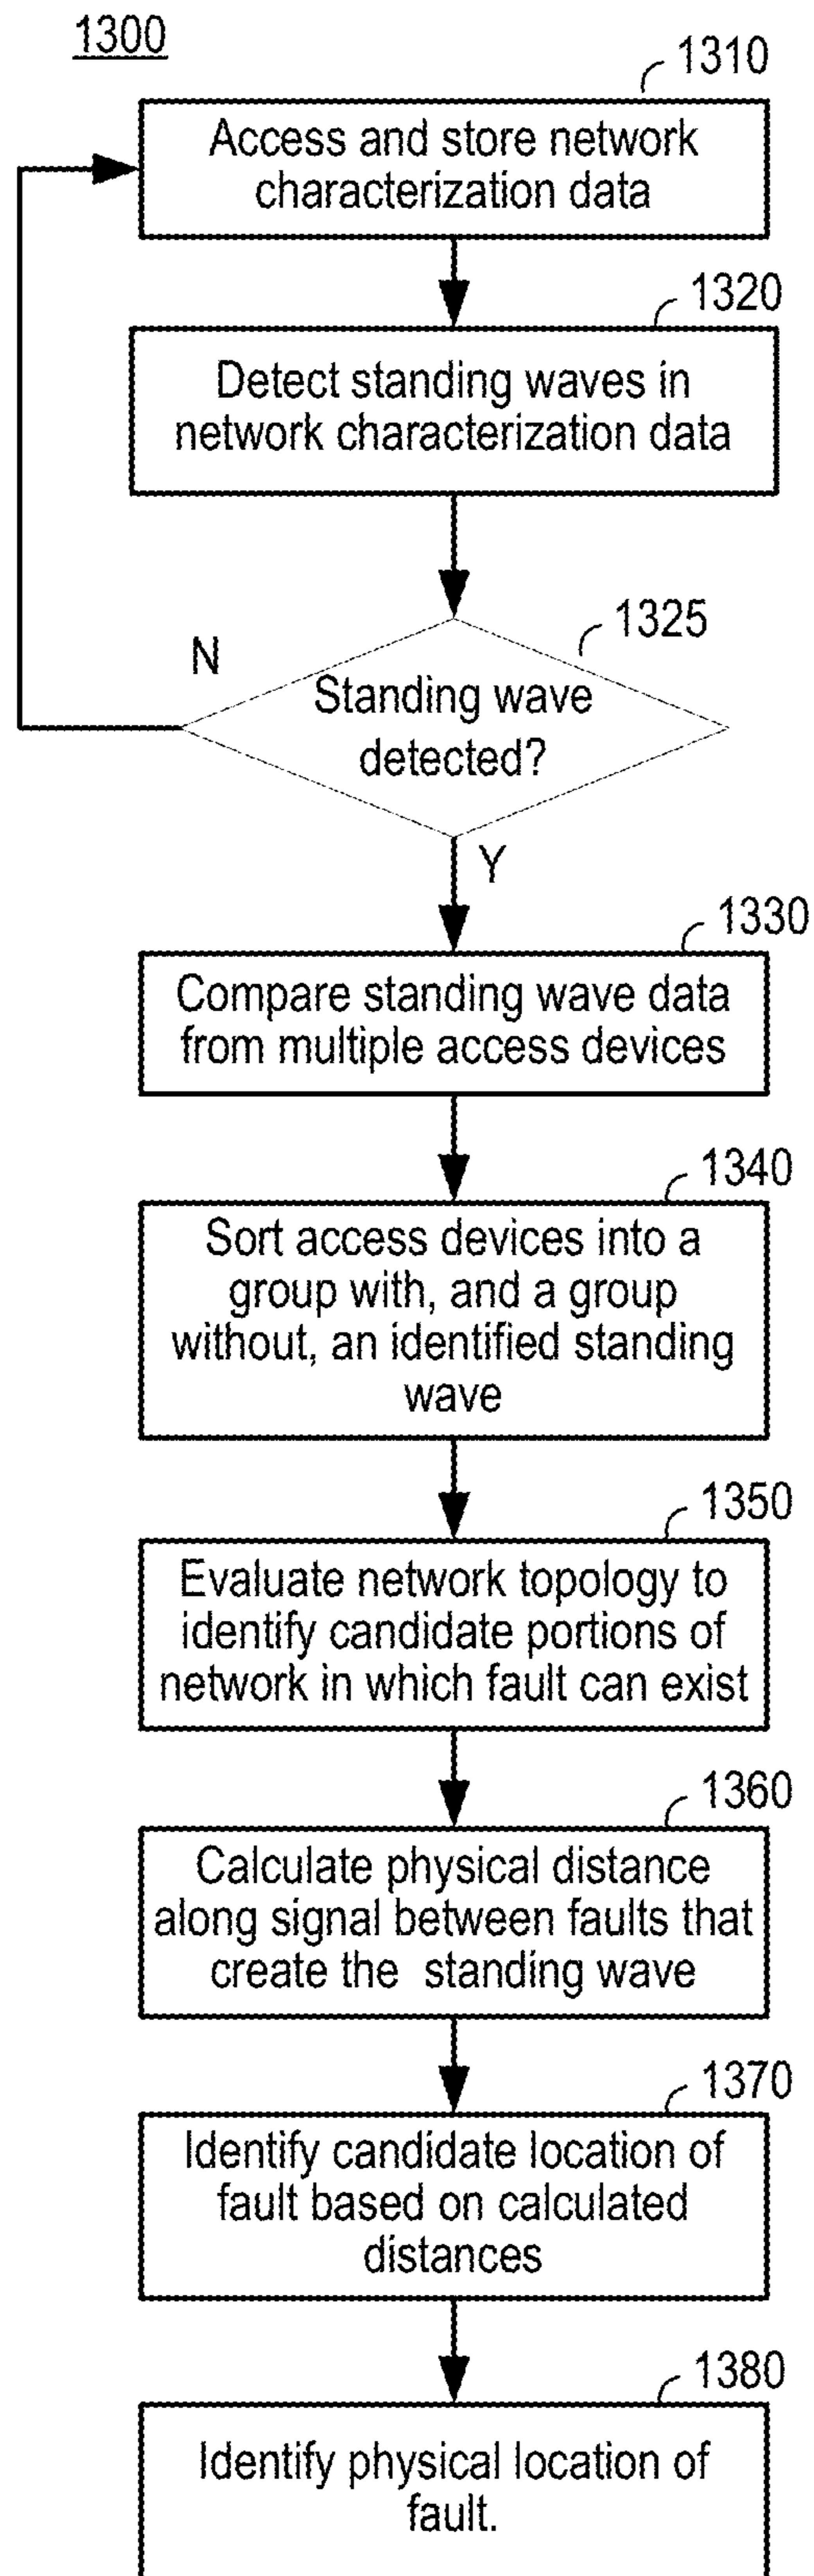 1300
1310
Access and store network
characterization data
1320
Detect standing waves in
network characterization data
1325
N
Standing wave
detected?
Y
1330
Compare standing wave data
from multiple access devices
1340
Sort access devices into a
group with, and a group
without, an identified standing
wave
1350
Evaluate network topology to
identify candidate portions of
network in which fault can exist
1360
Calculate physical distance
along signal between faults that
create the standing wave
1370
Identify candidate location of
fault based on calculated
distances
1380
Identify physical location of
fault.